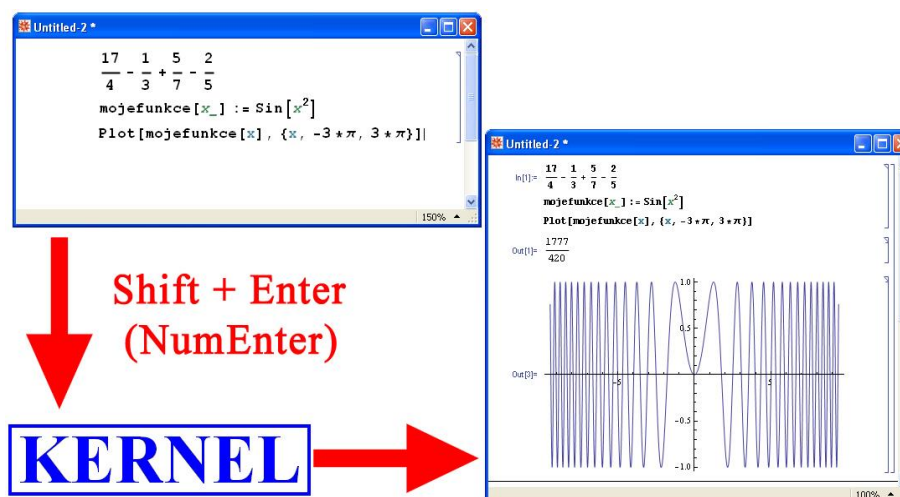 Untitled-2 *
17/4 - 1/3 + 5/7 - 2/5
mojefunkce[x_] := Sin[x²]
Plot[mojefunkce[x], {x, -3*π, 3*π}]
150%
Shift + Enter
(NumEnter)
KERNEL
Untitled-2 *
In[1]:= 17/4 - 1/3 + 5/7 - 2/5
mojefunkce[x_] := Sin[x²]
Plot[mojefunkce[x], {x, -3*π, 3*π}]
Out[1]= 1777/420
1.0
0.5
Out[3]=
-5
5
-0.5
-1.0
100%